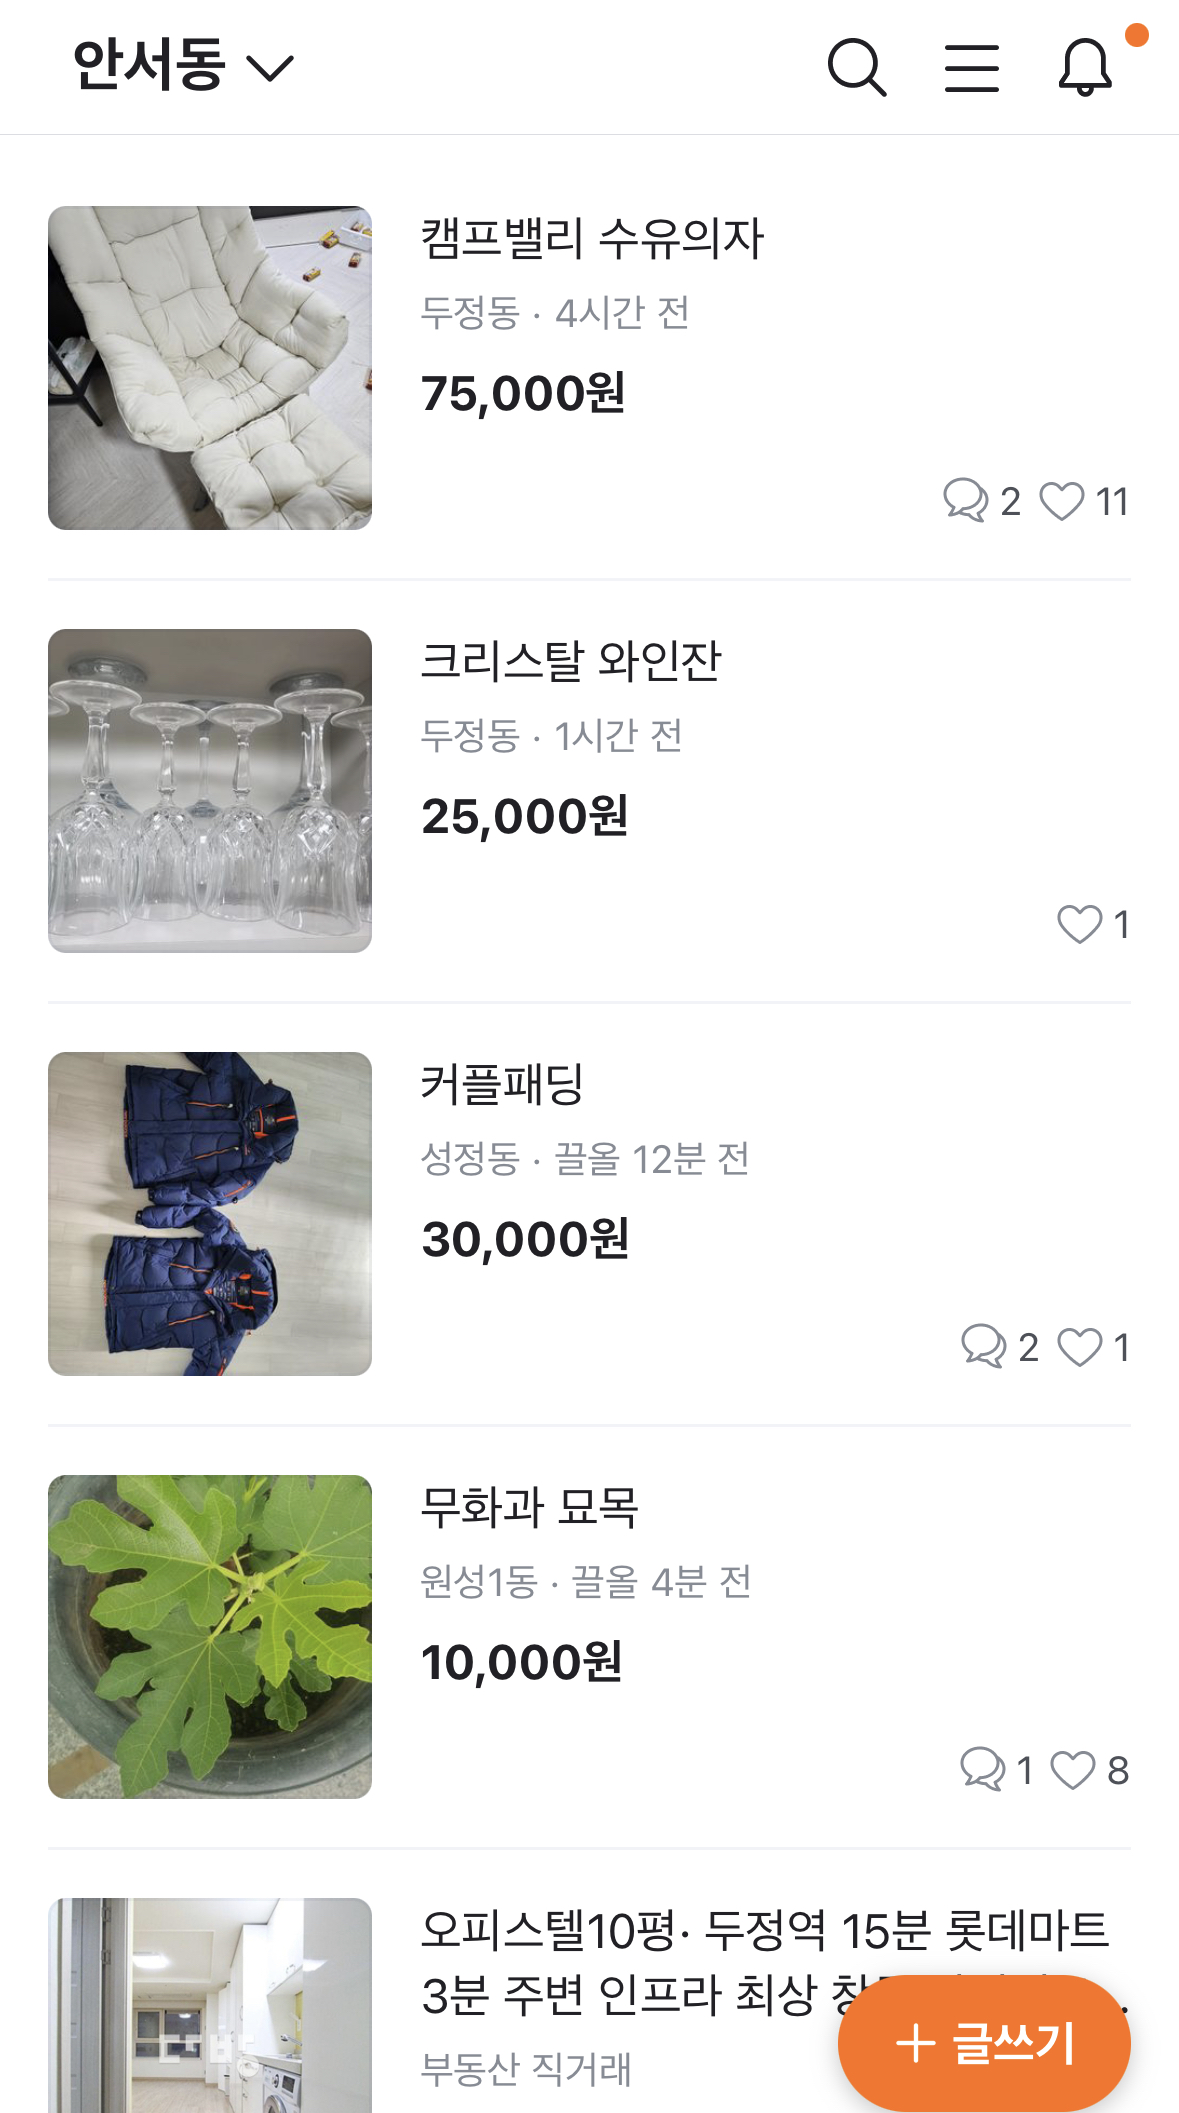 안서동
캠프밸리 수유의자
두정동 · 4시간 전
75,000원
2 11
크리스탈 와인잔
두정동 · 1시간 전
25,000원
1
커플패딩
성정동 · 끌올 12분 전
30,000원
2 1
무화과 묘목
원성1동 · 끌올 4분 전
10,000원
1 8
오피스텔10평· 두정역 15분 롯데마트
3분 주변 인프라 최상
부동산 직거래
+ 글쓰기